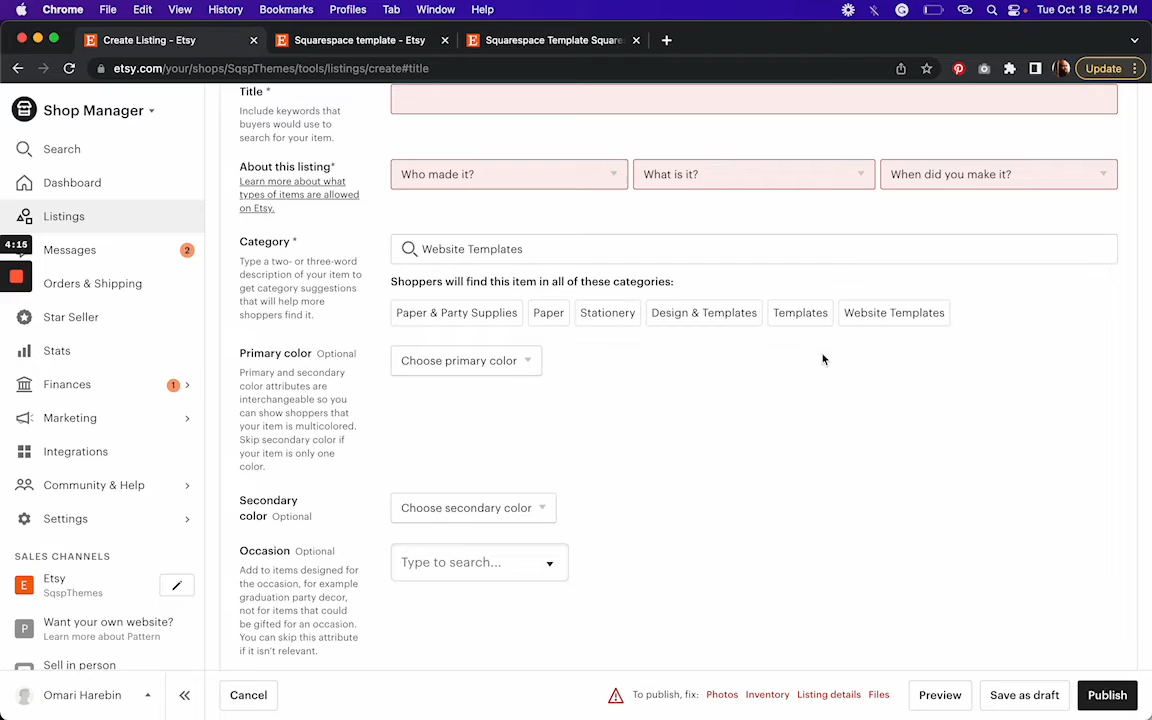 Chrome File Edit View History Bookmarks Profiles Tab Window Help Tue Oct 18 5:42 PM
Create Listing - Etsy
Squarespace template - Etsy
Squarespace Template Square
etsy.com/your/shops/SqspThemes/tools/listings/create#title
Update
Shop Manager
Search
Dashboard
Listings
4:15
Messages 2
Orders & Shipping
Star Seller
Stats
Finances 1
Marketing
Integrations
Community & Help
Settings
SALES CHANNELS
E Etsy
SqspThemes
P Want your own website?
Learn more about Pattern
Sell in person
Omari Harebin
Title *
Include keywords that
buyers would use to
search for your item.
About this listing*
Learn more about what
types of items are allowed
on Etsy.
Who made it? What is it? When did you make it?
Category *
Type a two- or three-word
description of your item to
get category suggestions
that will help more
shoppers find it.
Website Templates
Shoppers will find this item in all of these categories:
Paper & Party Supplies Paper Stationery Design & Templates Templates Website Templates
Primary color Optional
Primary and secondary
color attributes are
interchangeable so you
can show shoppers that
your item is multicolored.
Skip secondary color if
your item is only one
color.
Choose primary color
Secondary
color Optional
Choose secondary color
Occasion Optional
Add to items designed for
the occasion, for example
graduation party decor,
not for items that could
be gifted for an occasion.
You can skip this attribute
if it isn't relevant.
Type to search...
Cancel
To publish, fix: Photos Inventory Listing details Files
Preview
Save as draft
Publish